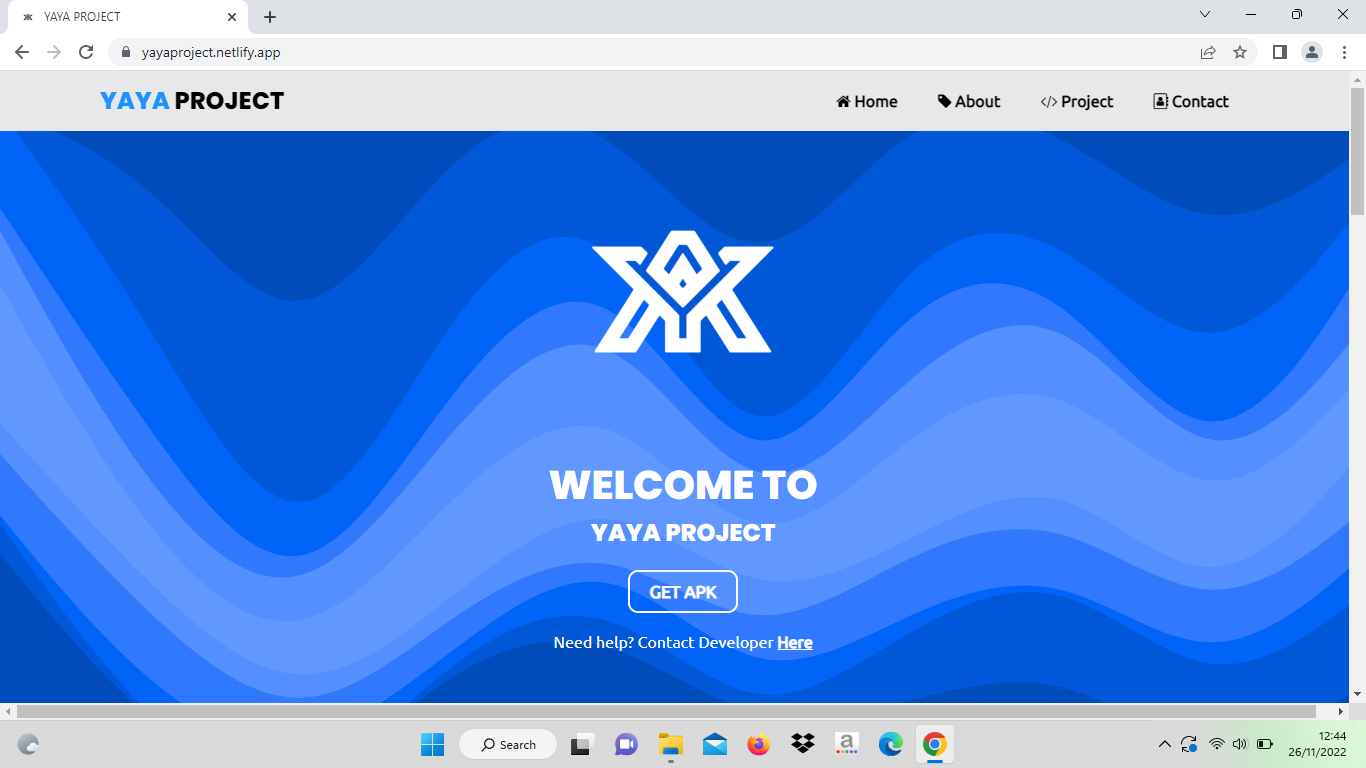 YAYA PROJECT
yayaproject.netlify.app
YAYA PROJECT
Home
About
Project
Contact
WELCOME TO
YAYA PROJECT
GET APK
Need help? Contact Developer Here
Search
a
12:44
26/11/2022